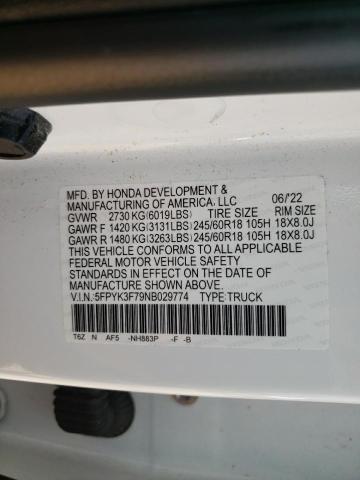 MFD. BY HONDA DEVELOPMENT &
MANUFACTURING OF AMERICA, LLC 06/'22
GVWR 2730 KG(6019LBS) TIRE SIZE RIM SIZE
GAWR F 1420 KG(3131LBS) 245/60R18 105H 18X8.0J
GAWR R 1480 KG(3263LBS) 245/60R18 105H 18X8.0J
THIS VEHICLE CONFORMS TO ALL APPLICABLE
FEDERAL MOTOR VEHICLE SAFETY
STANDARDS IN EFFECT ON THE DATE OF
MANUFACTURE SHOWN ABOVE.
V.I.N.:5FPYK3F79NB029774 TYPE:TRUCK
T6Z N AF5 -NH883P -F -B